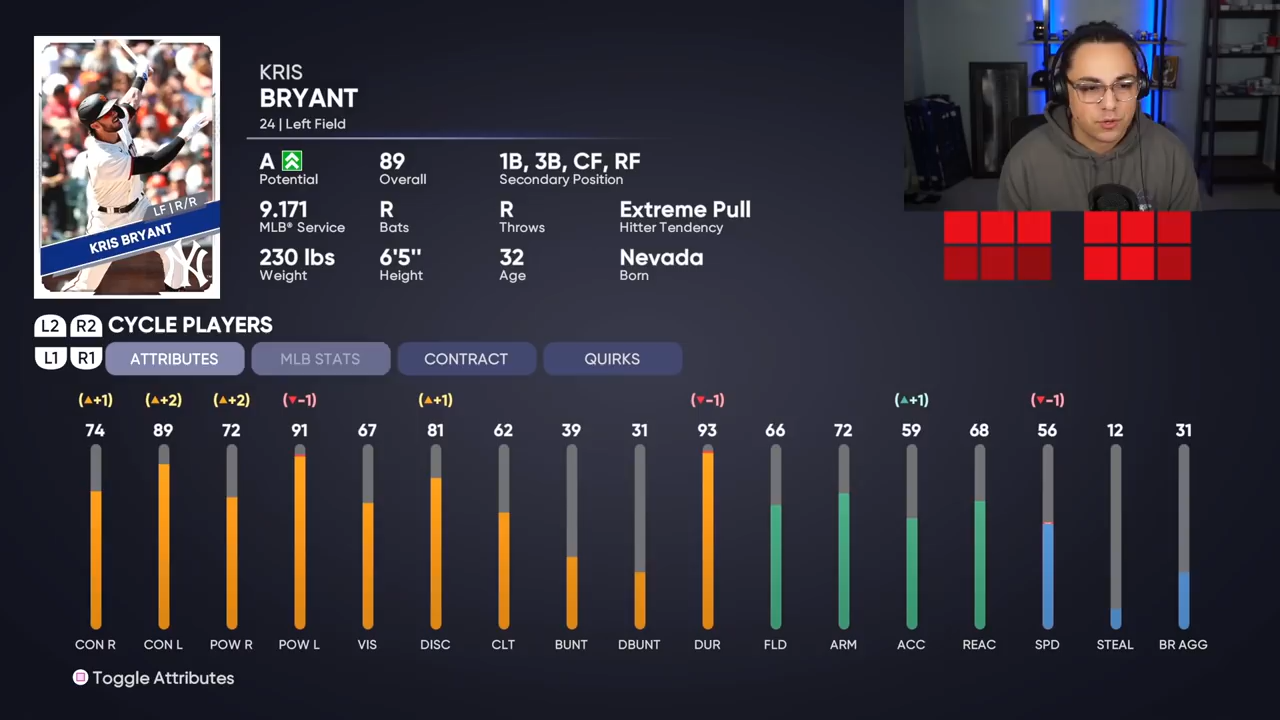 LF | R/R
KRIS BRYANT
KRIS
BRYANT
24 | Left Field
A
Potential
89
Overall
1B, 3B, CF, RF
Secondary Position
9.171
MLB® Service
R
Bats
R
Throws
Extreme Pull
Hitter Tendency
230 lbs
Weight
6'5"
Height
32
Age
Nevada
Born
L2 R2 CYCLE PLAYERS
L1 R1 ATTRIBUTES MLB STATS CONTRACT QUIRKS
(▲+1) (▲+2) (▲+2) (▼-1) (▲+1) (▼-1) (▲+1) (▼-1)
74 89 72 91 67 81 62 39 31 93 66 72 59 68 56 12 31
CON R CON L POW R POW L VIS DISC CLT BUNT DBUNT DUR FLD ARM ACC REAC SPD STEAL BR AGG
Toggle Attributes